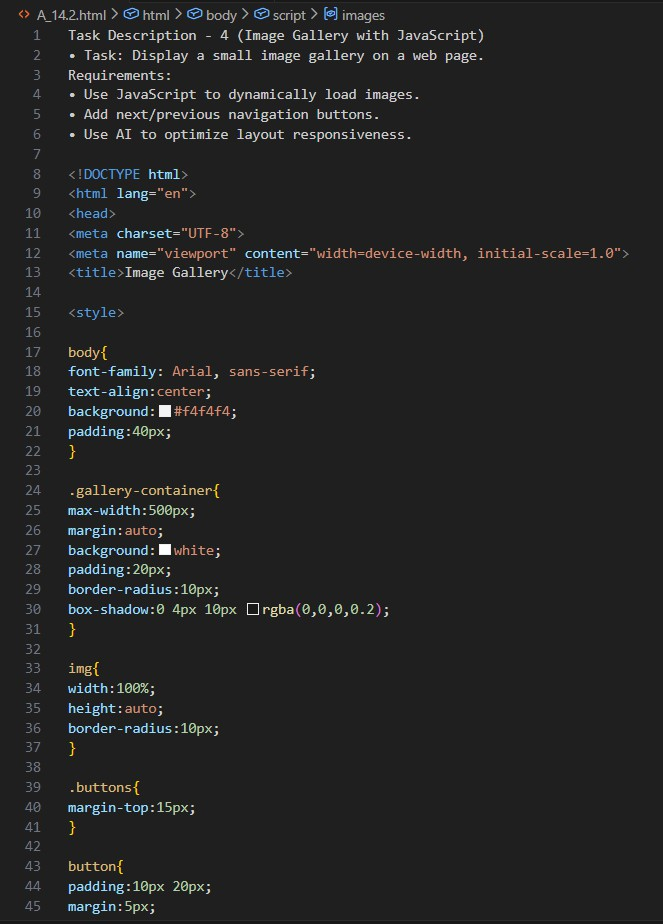 A_14.2.html > html > body > script > images
1 Task Description - 4 (Image Gallery with JavaScript)
2 • Task: Display a small image gallery on a web page.
3 Requirements:
4 • Use JavaScript to dynamically load images.
5 • Add next/previous navigation buttons.
6 • Use AI to optimize layout responsiveness.
7
8 <!DOCTYPE html>
9 <html lang="en">
10 <head>
11 <meta charset="UTF-8">
12 <meta name="viewport" content="width=device-width, initial-scale=1.0">
13 <title>Image Gallery</title>
14
15 <style>
16
17 body{
18 font-family: Arial, sans-serif;
19 text-align:center;
20 background:#f4f4f4;
21 padding:40px;
22 }
23
24 .gallery-container{
25 max-width:500px;
26 margin:auto;
27 background:white;
28 padding:20px;
29 border-radius:10px;
30 box-shadow:0 4px 10px rgba(0,0,0,0.2);
31 }
32
33 img{
34 width:100%;
35 height:auto;
36 border-radius:10px;
37 }
38
39 .buttons{
40 margin-top:15px;
41 }
42
43 button{
44 padding:10px 20px;
45 margin:5px;